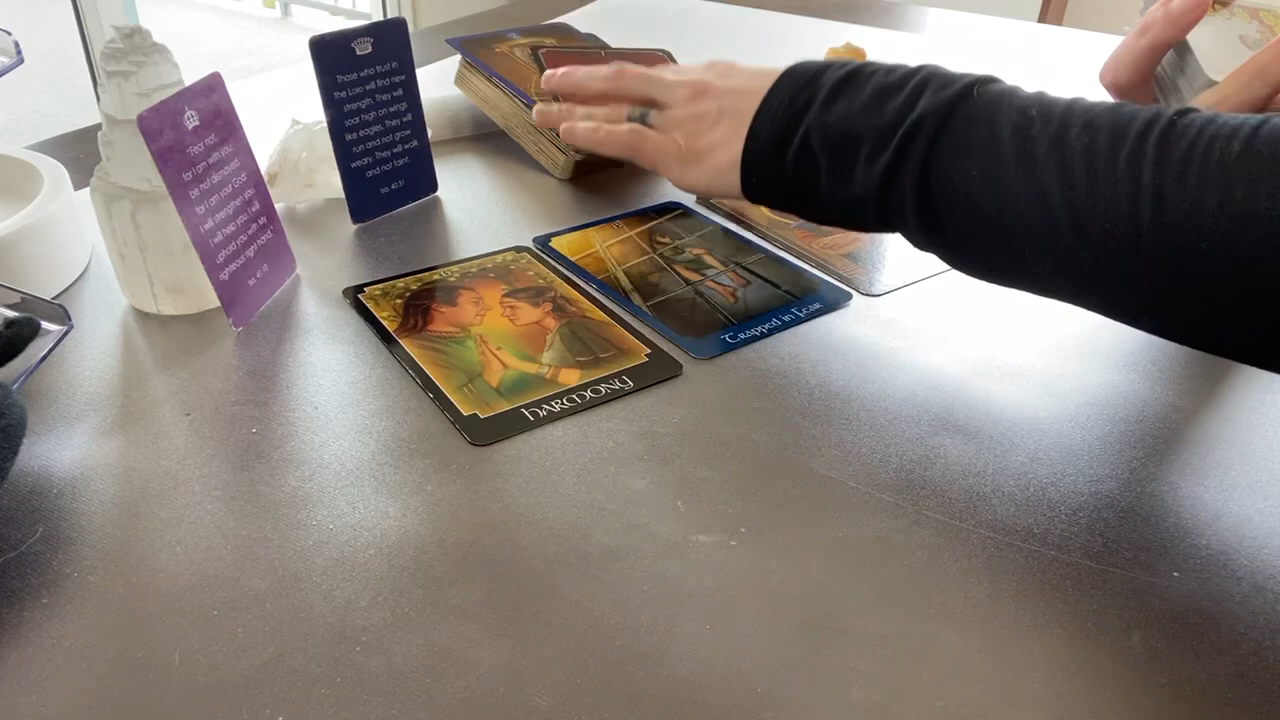 "Fear not,
for I am with you;
be not dismayed,
for I am your God.
I will strengthen you,
I will help you, I will
uphold you with My
righteous right hand."
Isa. 41:10
Those who trust in
the LORD will find new
strength. They will
soar high on wings
like eagles. They will
run and not grow
weary. They will walk
and not faint.
Isa. 40:31
HARMONY
Trapped in Fear